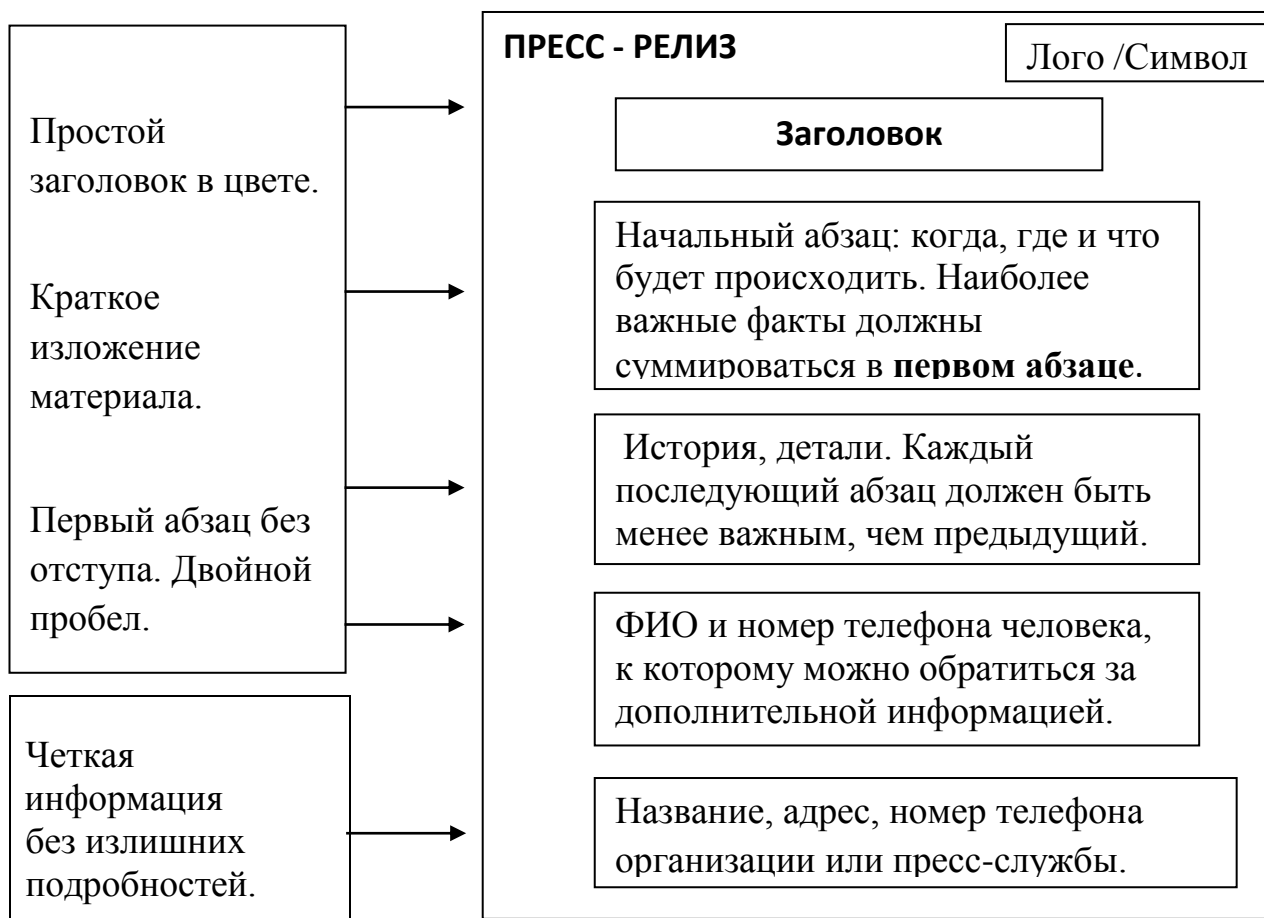 Простой
заголовок в цвете.
Краткое
изложение
материала.
Первый абзац без
отступа. Двойной
пробел.
Четкая
информация
без излишних
подробностей.
ПРЕСС - РЕЛИЗ
Лого /Символ
Заголовок
Начальный абзац: когда, где и что
будет происходить. Наиболее
важные факты должны
суммироваться в первом абзаце.
История, детали. Каждый
последующий абзац должен быть
менее важным, чем предыдущий.
ФИО и номер телефона человека,
к которому можно обратиться за
дополнительной информацией.
Название, адрес, номер телефона
организации или пресс-службы.